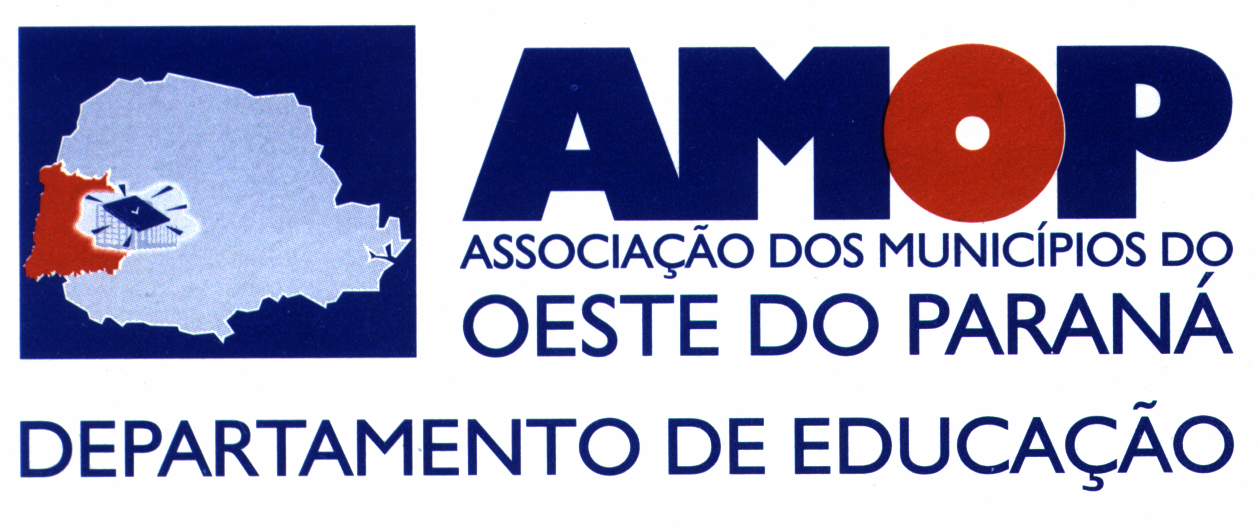 AMOP
ASSOCIAÇÃO DOS MUNICÍPIOS DO
OESTE DO PARANÁ
DEPARTAMENTO DE EDUCAÇÃO